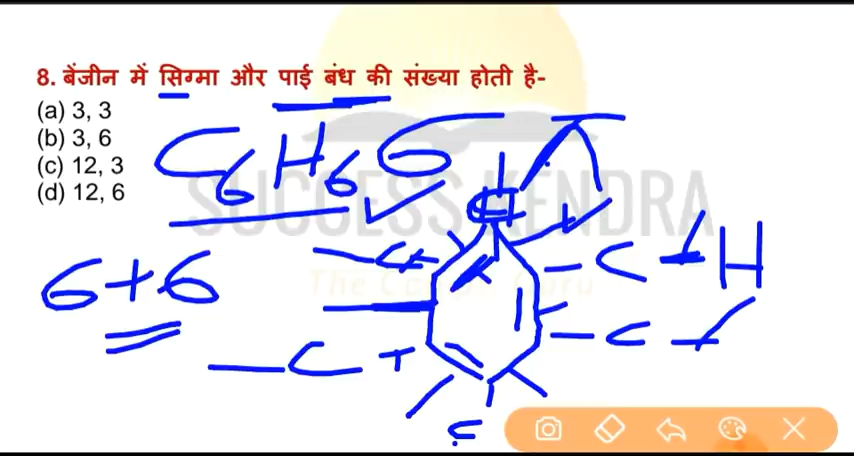 8. बेंजीन में सिग्मा और पाई बंध की संख्या होती है-
(a) 3, 3
(b) 3, 6
(c) 12, 3
(d) 12, 6
C6H6 σ π
SUCCESS KENDRA
6+6
C
C H
C
C
C